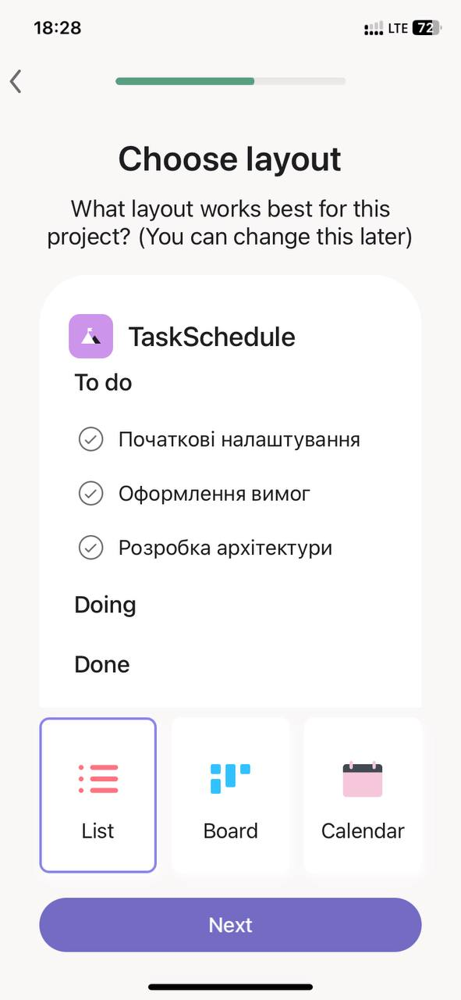 18:28
LTE 72
Choose layout
What layout works best for this
project? (You can change this later)
TaskSchedule
To do
Початкові налаштування
Оформлення вимог
Розробка архітектури
Doing
Done
List Board Calendar
Next